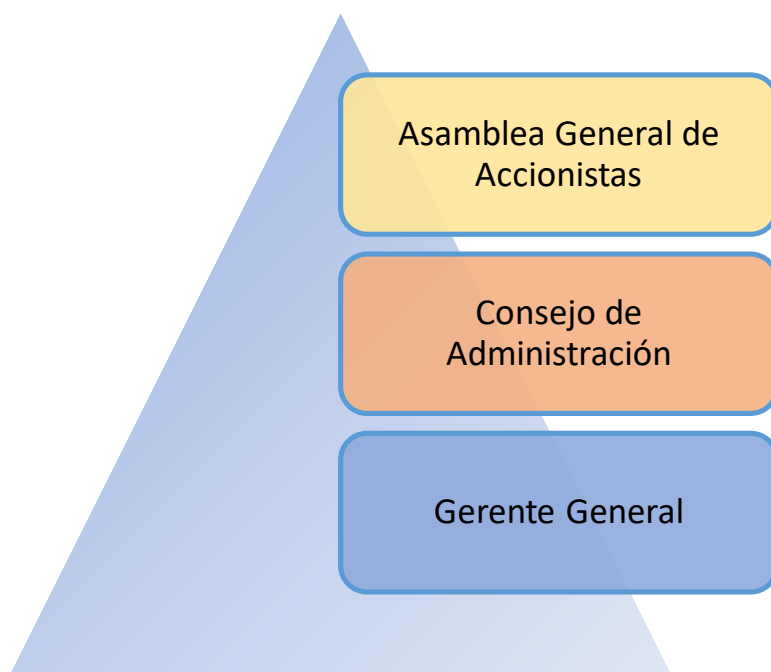 Asamblea General de
Accionistas
Consejo de
Administración
Gerente General